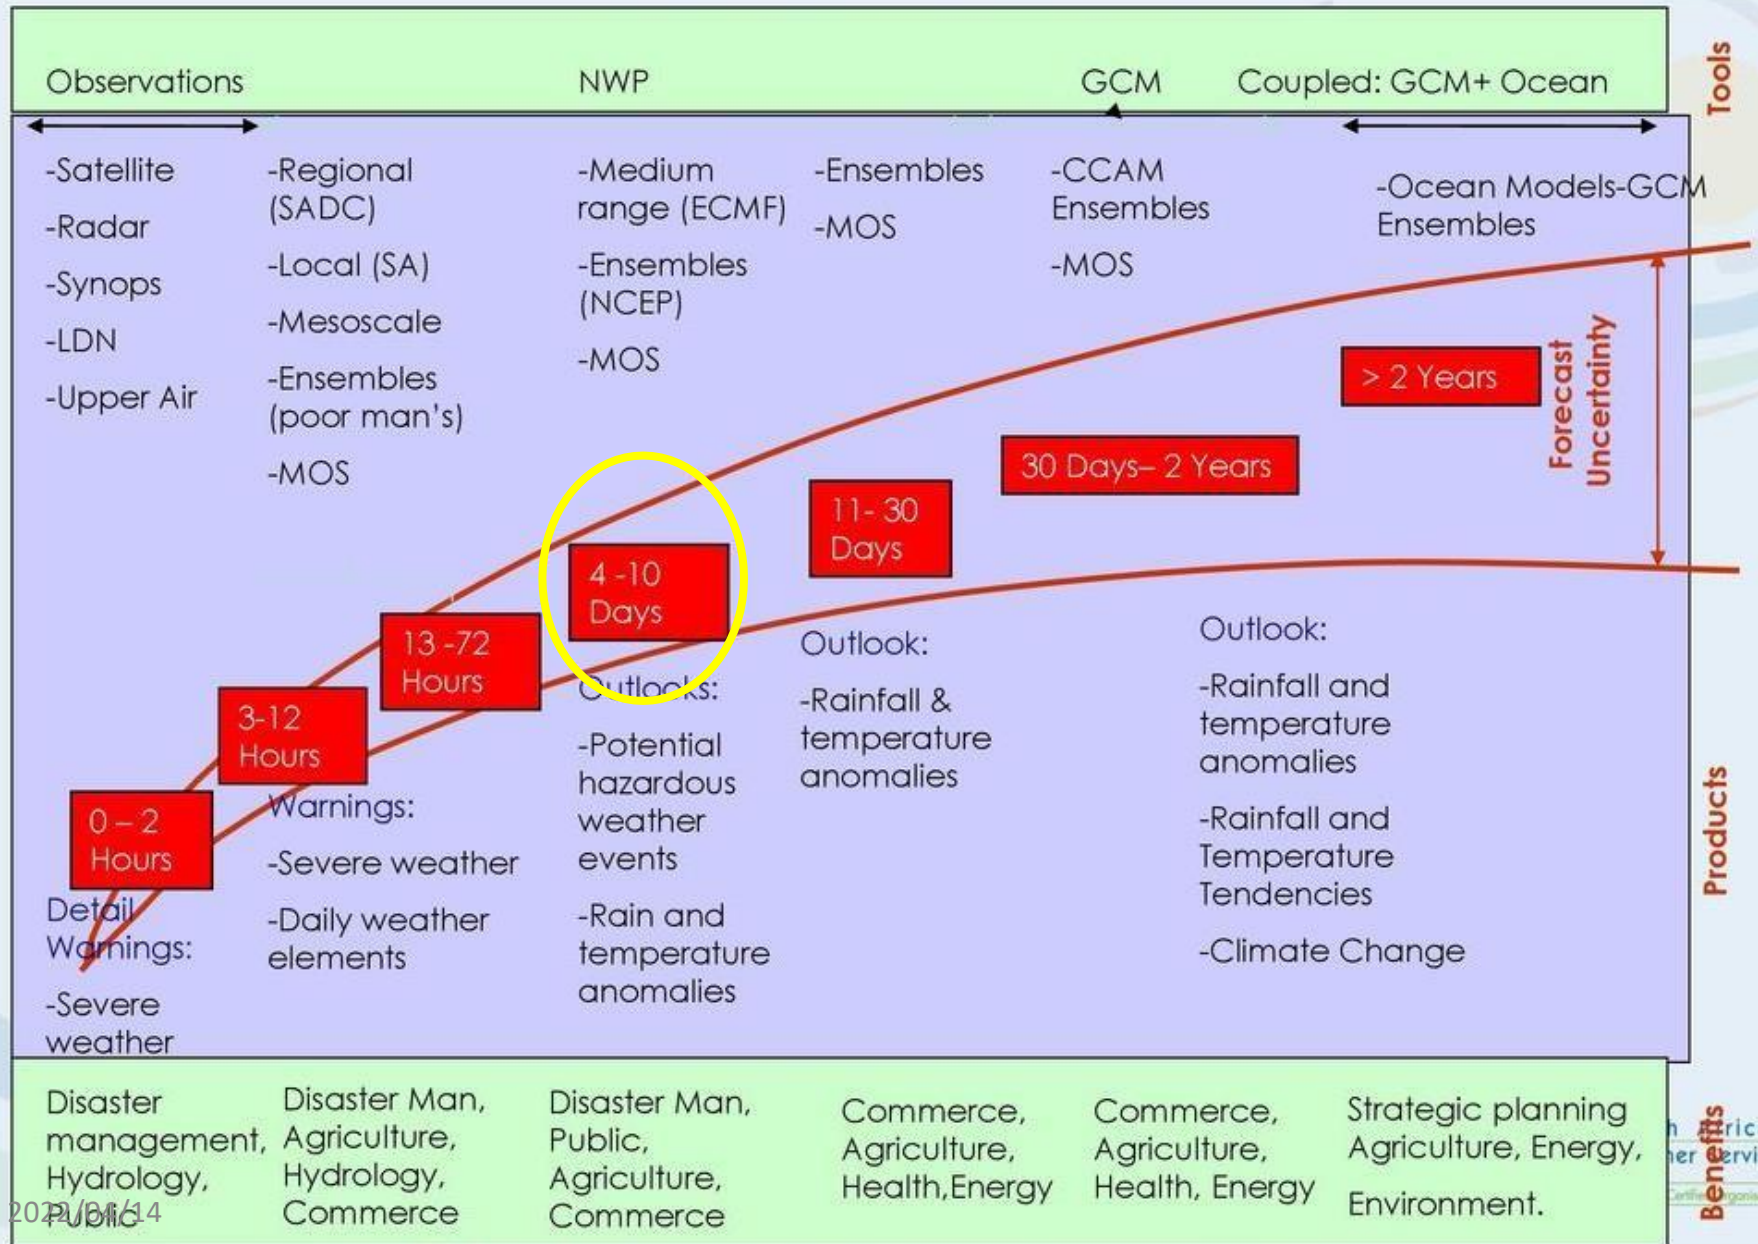 Observations
NWP
GCM
Coupled: GCM+ Ocean
Tools
-Satellite
-Radar
-Synops
-LDN
-Upper Air
-Regional
(SADC)
-Local (SA)
-Mesoscale
-Ensembles
(poor man's)
-MOS
-Medium
range (ECMF)
-Ensembles
(NCEP)
-MOS
-Ensembles
-MOS
-CCAM
Ensembles
-MOS
-Ocean Models-GCM
Ensembles
0 – 2
Hours
3-12
Hours
13 -72
Hours
4 -10
Days
11- 30
Days
30 Days– 2 Years
> 2 Years
Forecast
Uncertainty
Detail
Warnings:
-Severe
weather
Warnings:
-Severe weather
-Daily weather
elements
Outlooks:
-Potential
hazardous
weather
events
-Rain and
temperature
anomalies
Outlook:
-Rainfall &
temperature
anomalies
Outlook:
-Rainfall and
temperature
anomalies
-Rainfall and
Temperature
Tendencies
-Climate Change
Products
Disaster
management,
Hydrology,
Public
Disaster Man,
Agriculture,
Hydrology,
Commerce
Disaster Man,
Public,
Agriculture,
Commerce
Commerce,
Agriculture,
Health,Energy
Commerce,
Agriculture,
Health, Energy
Strategic planning
Agriculture, Energy,
Environment.
Benefits